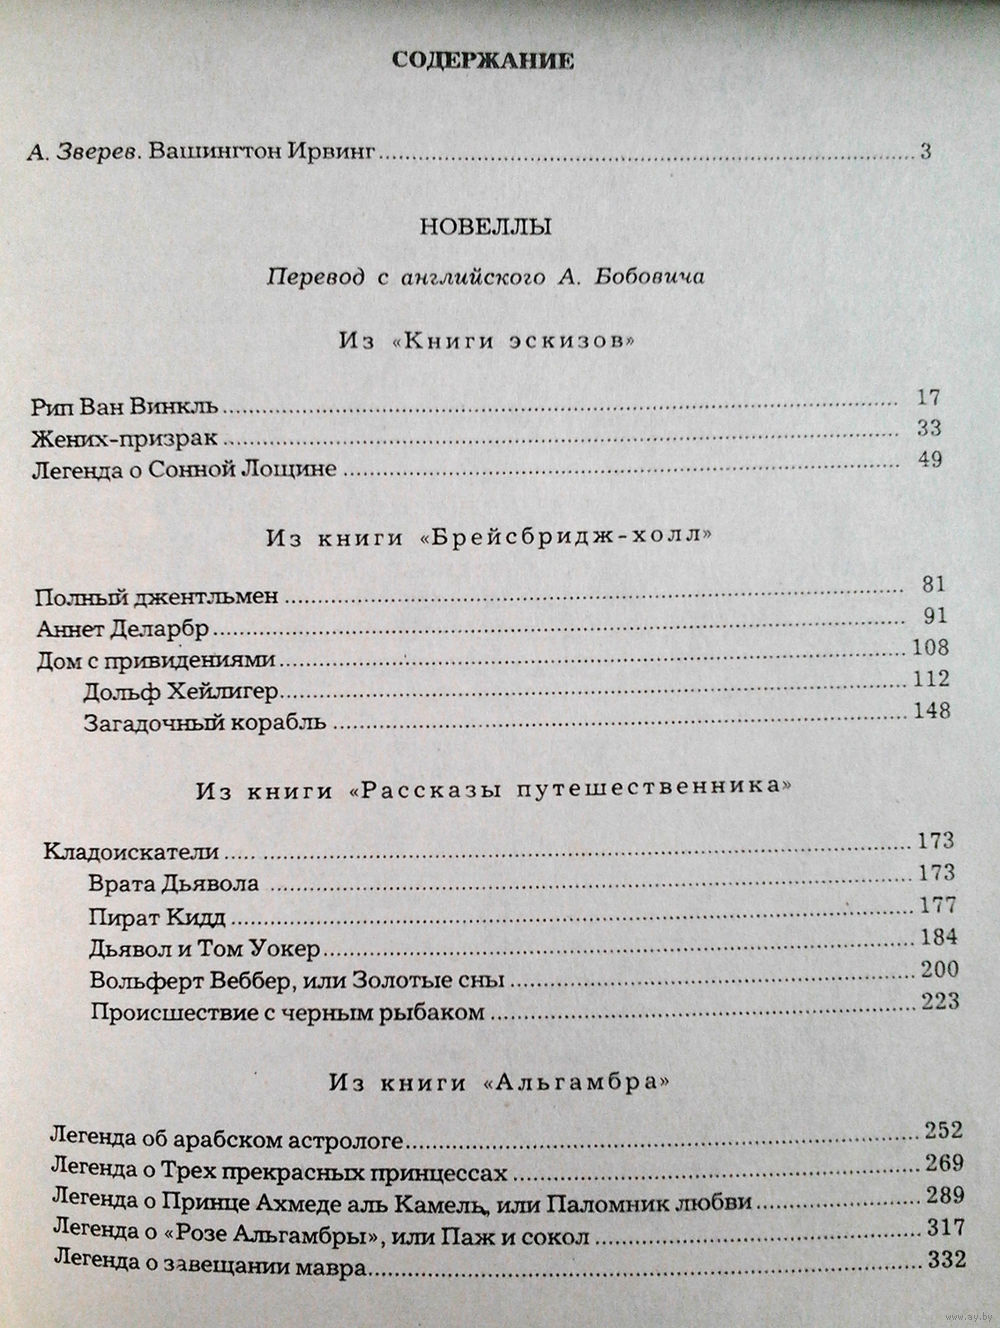 СОДЕРЖАНИЕ
А. Зверев. Вашингтон Ирвинг 3
НОВЕЛЛЫ
Перевод с английского А. Бобовича
Из «Книги эскизов»
Рип Ван Винкль 17
Жених-призрак 33
Легенда о Сонной Лощине 49
Из книги «Брейсбридж-холл»
Полный джентльмен 81
Аннет Деларбр 91
Дом с привидениями 108
Дольф Хейлигер 112
Загадочный корабль 148
Из книги «Рассказы путешественника»
Кладоискатели 173
Врата Дьявола 173
Пират Кидд 177
Дьявол и Том Уокер 184
Вольферт Веббер, или Золотые сны 200
Происшествие с черным рыбаком 223
Из книги «Альгамбра»
Легенда об арабском астрологе 252
Легенда о Трех прекрасных принцессах 269
Легенда о Принце Ахмеде аль Камель, или Паломник любви 289
Легенда о «Розе Альгамбры», или Паж и сокол 317
Легенда о завещании мавра 332
www.ay.by